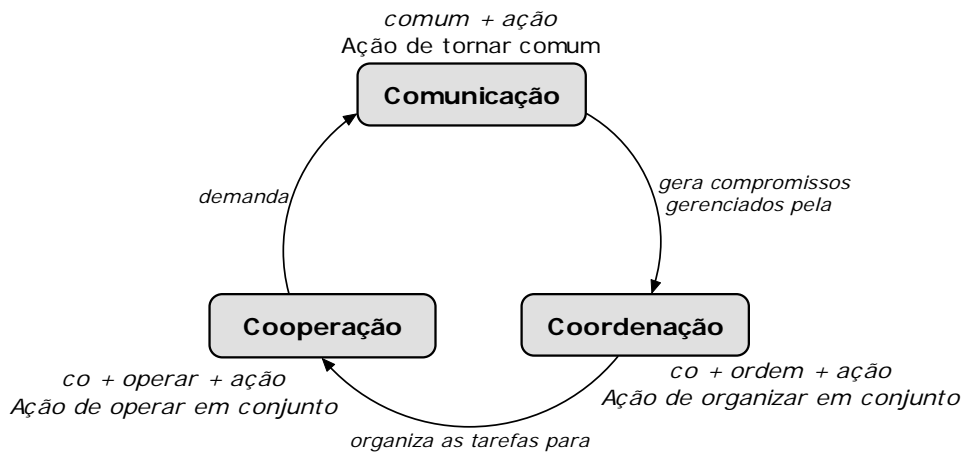 comum + ação
Ação de tornar comum
Comunicação
demanda
gera compromissos
gerenciados pela
Cooperação
Coordenação
co + operar + ação
Ação de operar em conjunto
co + ordem + ação
Ação de organizar em conjunto
organiza as tarefas para